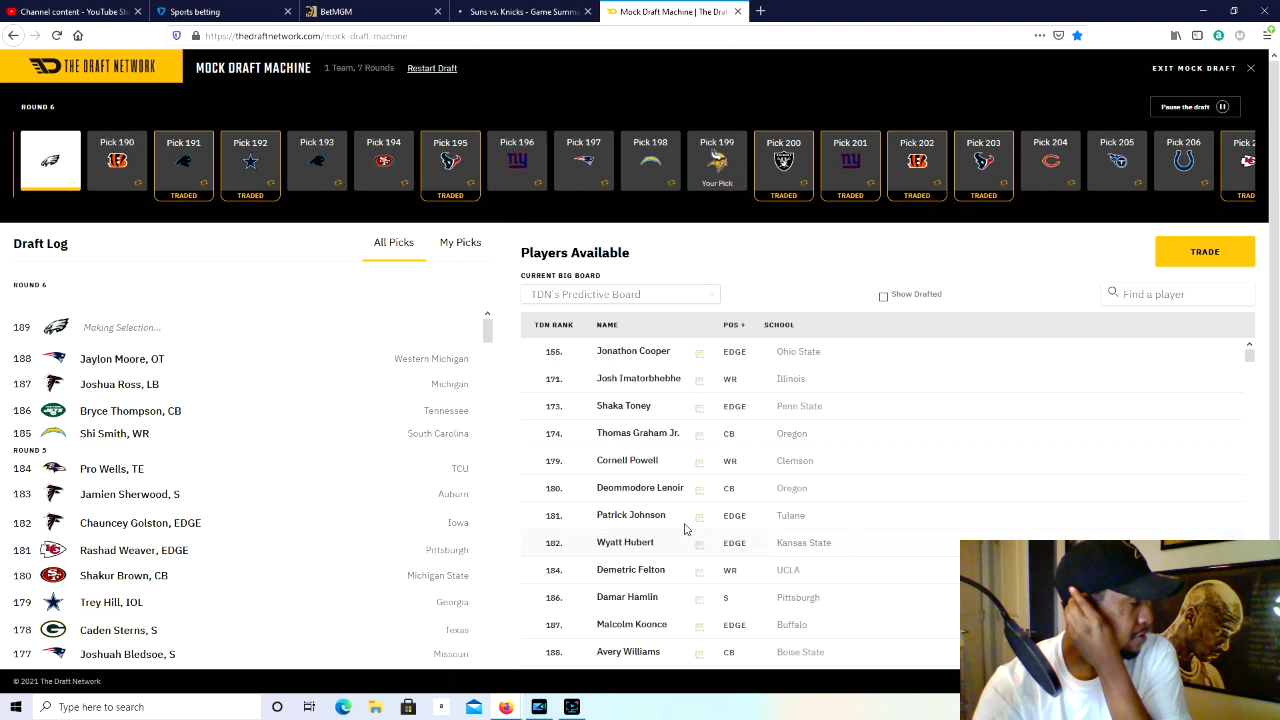 Channel content - YouTube St
Sports betting
BetMGM
Suns vs. Knicks - Game Summa
Mock Draft Machine | The Dra
https://thedraftnetwork.com/mock-draft-machine
THE DRAFT NETWORK
MOCK DRAFT MACHINE
1 Team, 7 Rounds
Restart Draft
EXIT MOCK DRAFT
ROUND 6
Pause the draft
Pick 190
Pick 191
TRADED
Pick 192
TRADED
Pick 193
Pick 194
Pick 195
TRADED
Pick 196
Pick 197
Pick 198
Pick 199
Your Pick
Pick 200
TRADED
Pick 201
TRADED
Pick 202
TRADED
Pick 203
TRADED
Pick 204
Pick 205
Pick 206
Pick 2
TRAD
Draft Log
All Picks
My Picks
ROUND 6
189 Making Selection...
188 Jaylon Moore, OT Western Michigan
187 Joshua Ross, LB Michigan
186 Bryce Thompson, CB Tennessee
185 Shi Smith, WR South Carolina
ROUND 5
184 Pro Wells, TE TCU
183 Jamien Sherwood, S Auburn
182 Chauncey Golston, EDGE Iowa
181 Rashad Weaver, EDGE Pittsburgh
180 Shakur Brown, CB Michigan State
179 Trey Hill, IOL Georgia
178 Caden Sterns, S Texas
177 Joshuah Bledsoe, S Missouri
Players Available
TRADE
CURRENT BIG BOARD
TDN's Predictive Board
Show Drafted
Find a player
TDN RANK NAME POS + SCHOOL
155. Jonathon Cooper EDGE Ohio State
171. Josh Imatorbhebhe WR Illinois
173. Shaka Toney EDGE Penn State
174. Thomas Graham Jr. CB Oregon
179. Cornell Powell WR Clemson
180. Deommodore Lenoir CB Oregon
181. Patrick Johnson EDGE Tulane
182. Wyatt Hubert EDGE Kansas State
184. Demetric Felton WR UCLA
186. Damar Hamlin S Pittsburgh
187. Malcolm Koonce EDGE Buffalo
188. Avery Williams CB Boise State
© 2021 The Draft Network
Type here to search